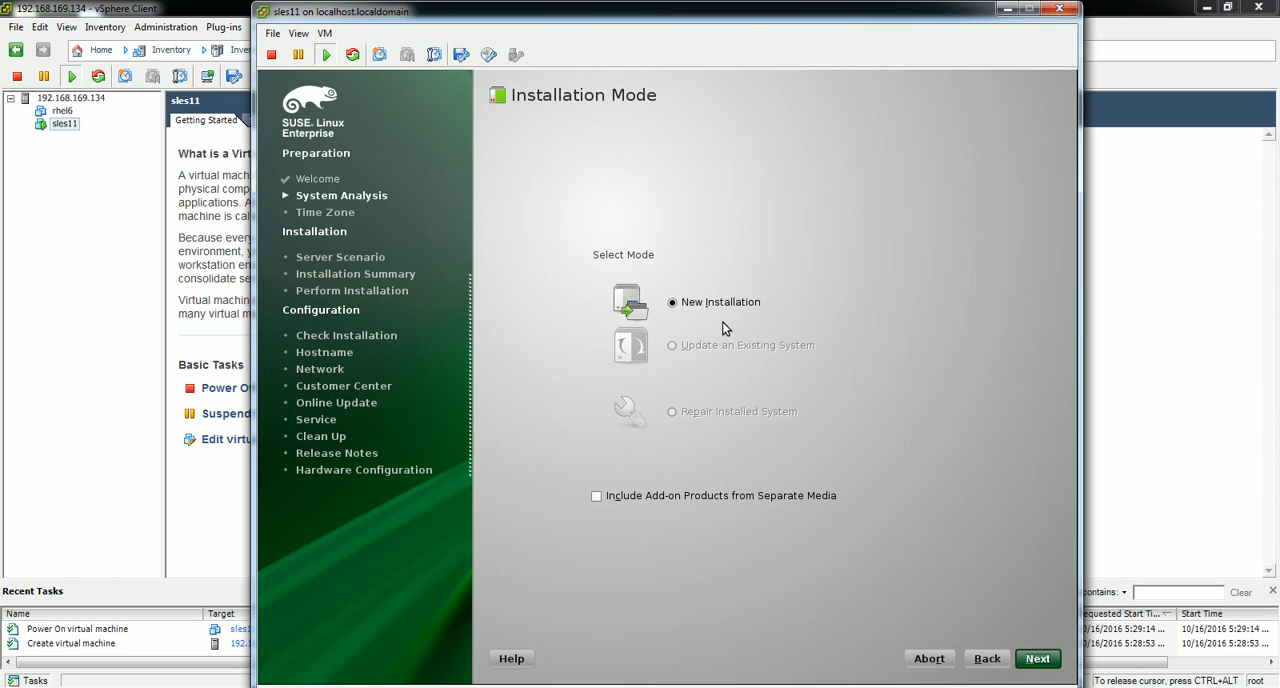 192.168.169.134 - vSphere Client
File Edit View Inventory Administration Plug-ins
Home Inventory
192.168.169.134
rhel6
sles11
sles11
Getting Started
What is a Virt
A virtual mach
physical comp
applications. A
machine is cal
Because every
environment,
workstation en
consolidate se
Virtual machin
many virtual m
Basic Tasks
Power O
Suspend
Edit virtu
sles11 on localhost.localdomain
File View VM
SUSE. Linux
Enterprise
Preparation
Welcome
System Analysis
Time Zone
Installation
Server Scenario
Installation Summary
Perform Installation
Configuration
Check Installation
Hostname
Network
Customer Center
Online Update
Service
Clean Up
Release Notes
Hardware Configuration
Installation Mode
Select Mode
New Installation
Update an Existing System
Repair Installed System
Include Add-on Products from Separate Media
Help Abort Back Next
Recent Tasks
contains: Clear
Name Target equested Start Ti... Start Time
Power On virtual machine sles1 0/16/2016 5:29:14 ... 10/16/2016 5:29:14 ...
Create virtual machine 192.1 0/16/2016 5:28:53 ... 10/16/2016 5:28:53 ...
Tasks To release cursor, press CTRL+ALT root